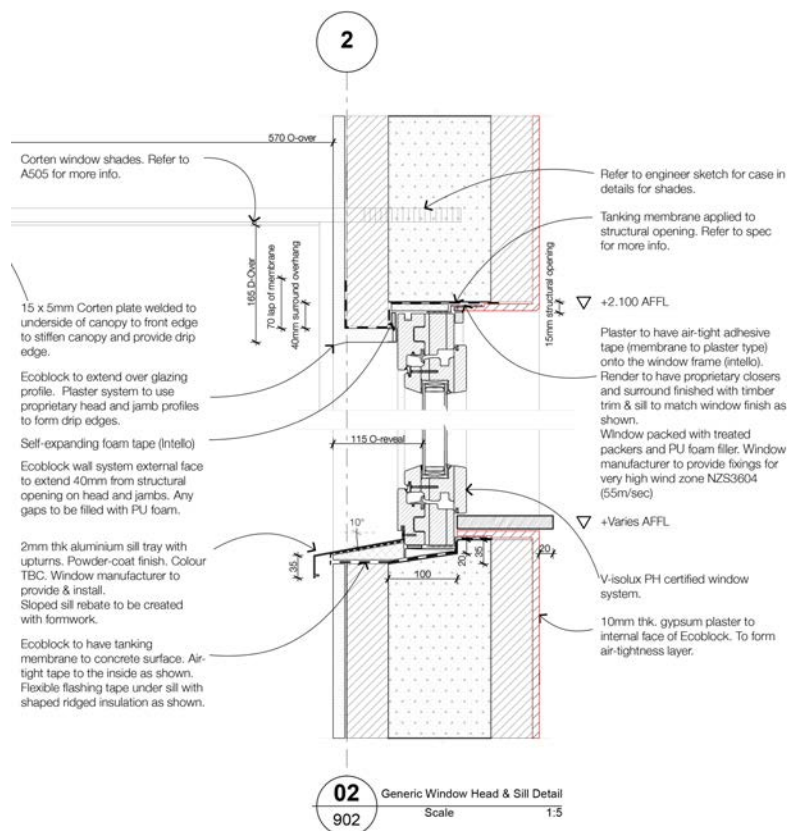 2
570 O-over
Corten window shades. Refer to
A505 for more info.
165 D-Over
70 lap of membrane
40mm surround overhang
15 x 5mm Corten plate welded to
underside of canopy to front edge
to stiffen canopy and provide drip
edge.
Ecoblock to extend over glazing
profile. Plaster system to use
proprietary head and jamb profiles
to form drip edges.
Self-expanding foam tape (Intello)
115 O-reveal
Ecoblock wall system external face
to extend 40mm from structural
opening on head and jambs. Any
gaps to be filled with PU foam.
10°
35
2mm thk aluminium sill tray with
upturns. Powder-coat finish. Colour
TBC. Window manufacturer to
provide & install.
Sloped sill rebate to be created
with formwork.
100
20
35
20
Ecoblock to have tanking
membrane to concrete surface. Air-
tight tape to the inside as shown.
Flexible flashing tape under sill with
shaped ridged insulation as shown.
Refer to engineer sketch for case in
details for shades.
Tanking membrane applied to
structural opening. Refer to spec
for more info.
15mm structural opening
+2.100 AFFL
Plaster to have air-tight adhesive
tape (membrane to plaster type)
onto the window frame (intello).
Render to have proprietary closers
and surround finished with timber
trim & sill to match window finish as
shown.
Window packed with treated
packers and PU foam filler. Window
manufacturer to provide fixings for
very high wind zone NZS3604
(55m/sec)
+Varies AFFL
V-isolux PH certified window
system.
10mm thk. gypsum plaster to
internal face of Ecoblock. To form
air-tightness layer.
02
902
Generic Window Head & Sill Detail
Scale 1:5